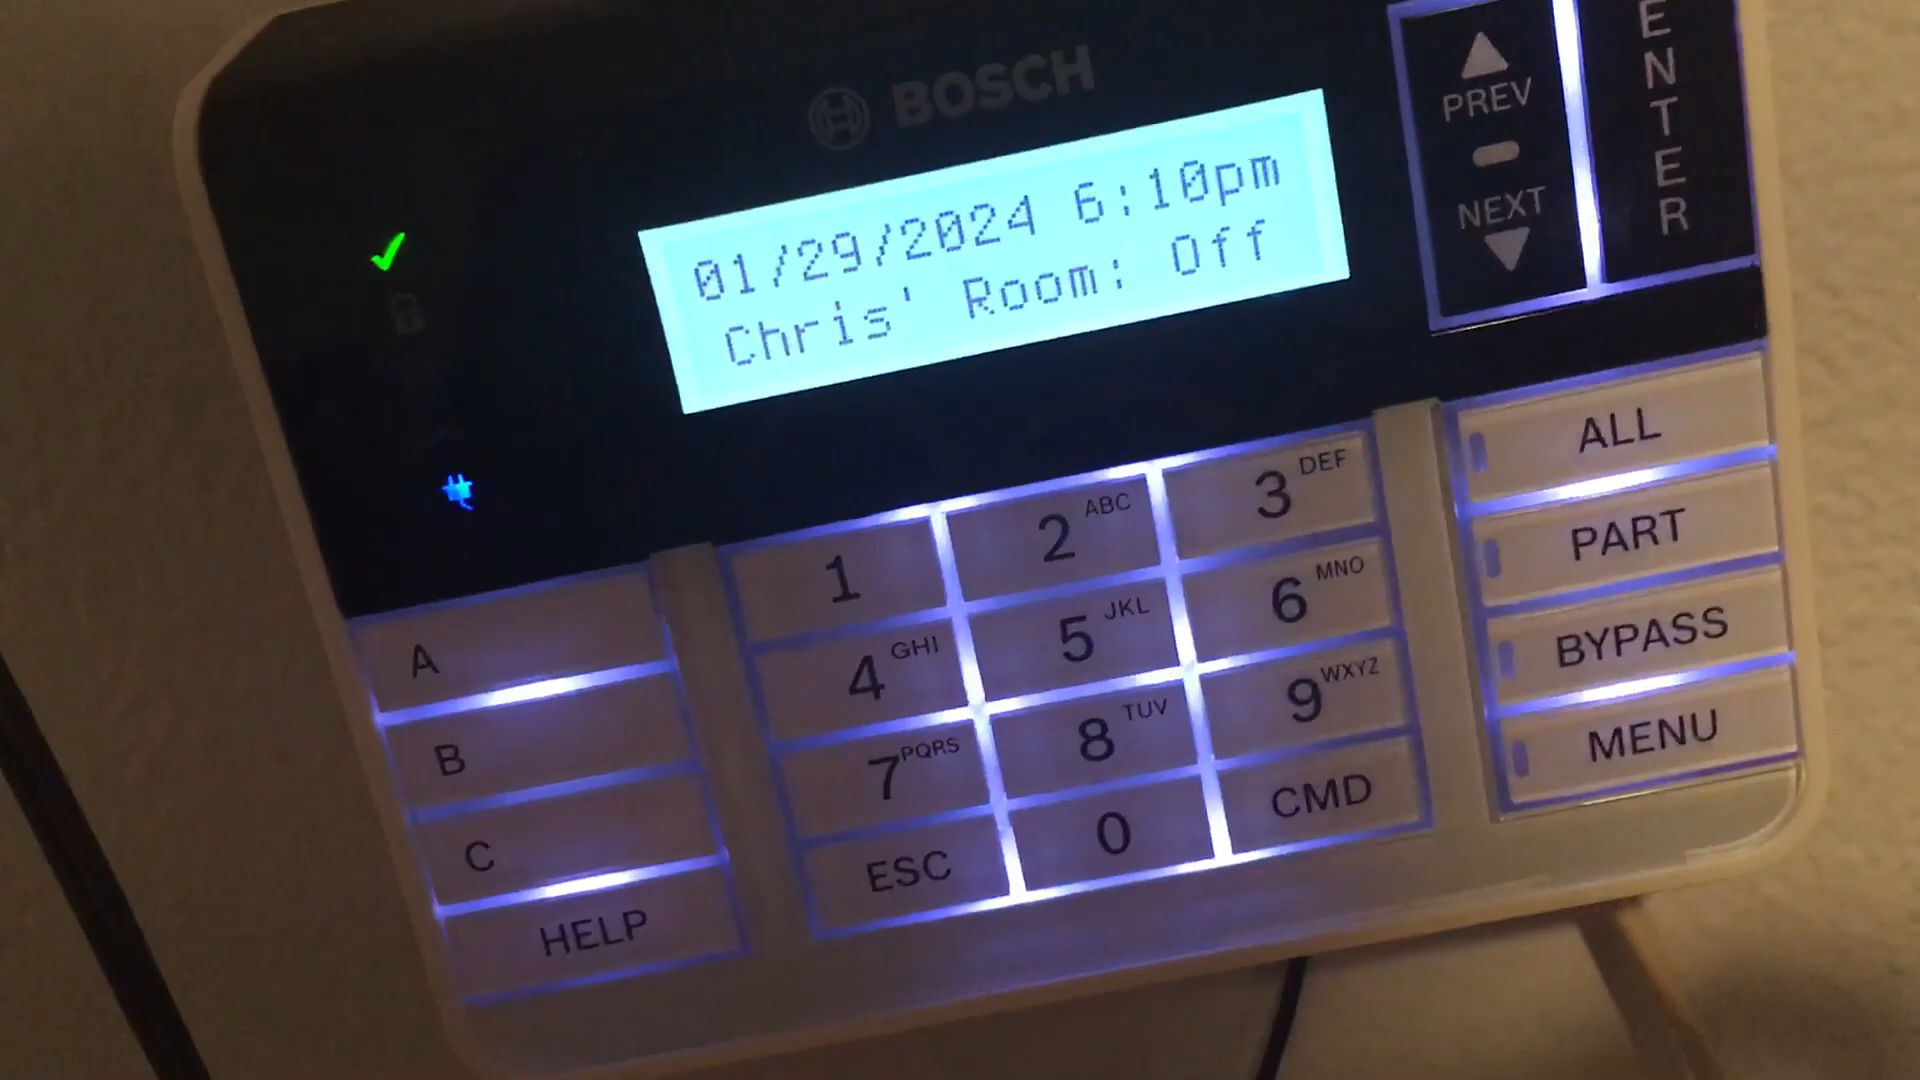 BOSCH
01/29/2024 6:10pm
Chris' Room: Off
PREV
NEXT
ENTER
1
2 ABC
3 DEF
4 GHI
5 JKL
6 MNO
7 PQRS
8 TUV
9 WXYZ
ESC
0
CMD
A
B
C
HELP
ALL
PART
BYPASS
MENU